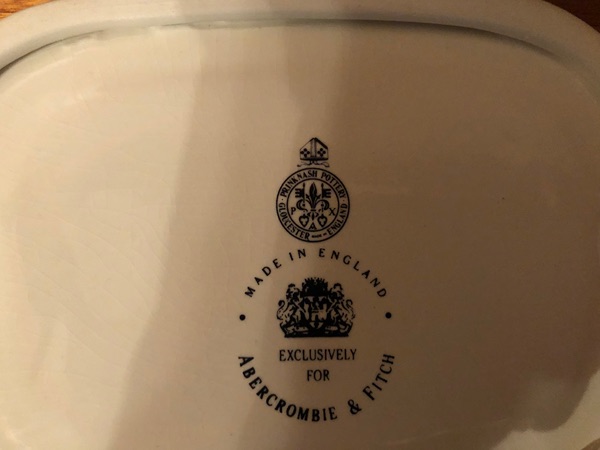 PRINKNASH POTTERY
P X
GLOUCESTER ENGLAND
MADE IN ENGLAND
EXCLUSIVELY
FOR
ABERCROMBIE & FITCH